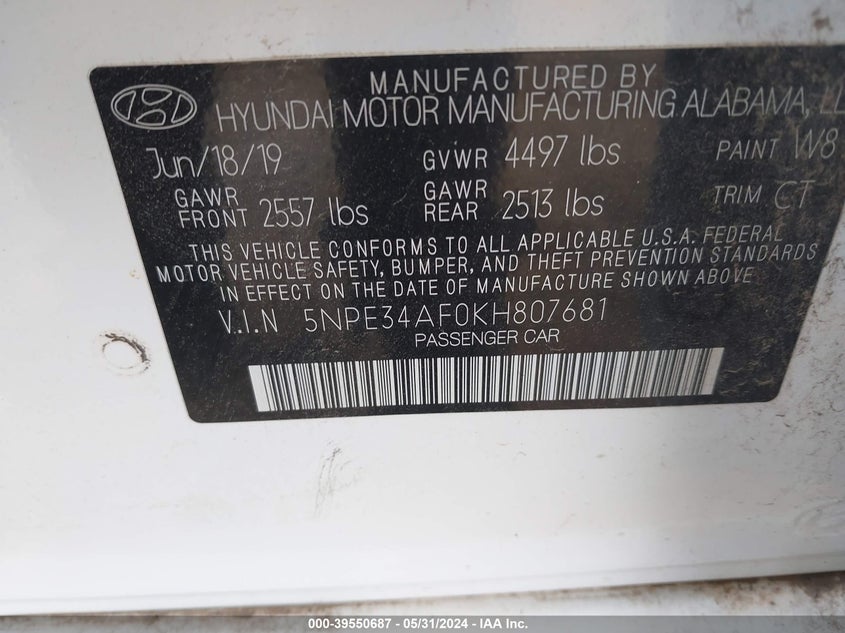 MANUFACTURED BY
HYUNDAI MOTOR MANUFACTURING ALABAMA,
Jun/18/19 GVWR 4497 lbs PAINT W8
GAWR FRONT 2557 lbs GAWR REAR 2513 lbs TRIM CT
THIS VEHICLE CONFORMS TO ALL APPLICABLE U.S.A. FEDERAL
MOTOR VEHICLE SAFETY, BUMPER, AND THEFT PREVENTION STANDARDS
IN EFFECT ON THE DATE OF MANUFACTURE SHOWN ABOVE
V.I.N 5NPE34AF0KH807681
PASSENGER CAR
000-39550687 - 05/31/2024 - IAA Inc.